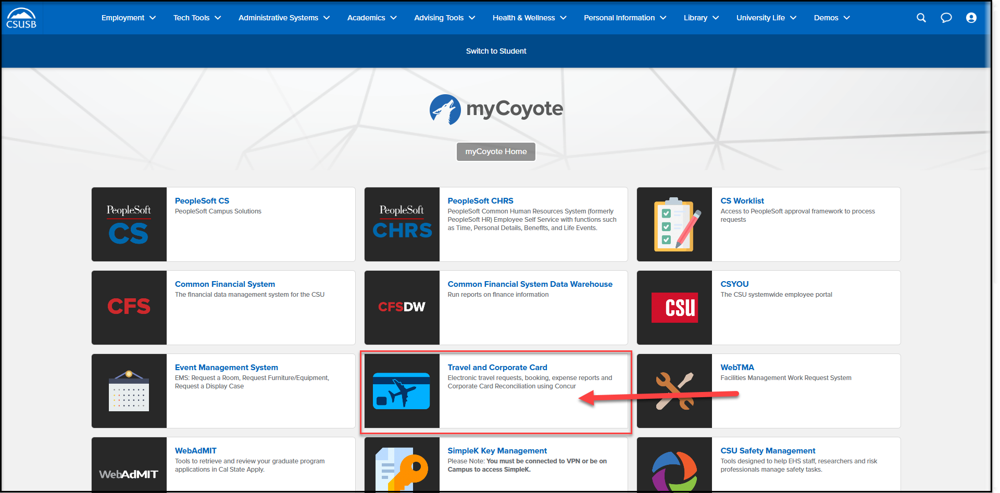 CSUSB
Employment
Tech Tools
Administrative Systems
Academics
Advising Tools
Health & Wellness
Personal Information
Library
University Life
Demos
Switch to Student
myCoyote
myCoyote Home
PeopleSoft
CS
PeopleSoft CS
PeopleSoft Campus Solutions
PeopleSoft
CHRS
PeopleSoft CHRS
PeopleSoft Common Human Resources System (formerly
PeopleSoft HR) Employee Self Service with functions such
as Time, Personal Details, Benefits, and Life Events.
CS Worklist
Access to PeopleSoft approval framework to process
requests
CFS
Common Financial System
The financial data management system for the CSU
CFSDW
Common Financial System Data Warehouse
Run reports on finance information
CSU
CSYOU
The CSU systemwide employee portal
Event Management System
EMS: Request a Room, Request Furniture/Equipment,
Request a Display Case
Travel and Corporate Card
Electronic travel requests, booking, expense reports and
Corporate Card Reconciliation using Concur
WebTMA
Facilities Management Work Request System
WebAdMIT
WebAdMIT
Tools to retrieve and review your graduate program
applications in Cal State Apply.
SimpleK Key Management
Please Note: You must be connected to VPN or be on
Campus to access SimpleK.
CSU Safety Management
Tools designed to help EHS staff, researchers and risk
professionals manage safety tasks.